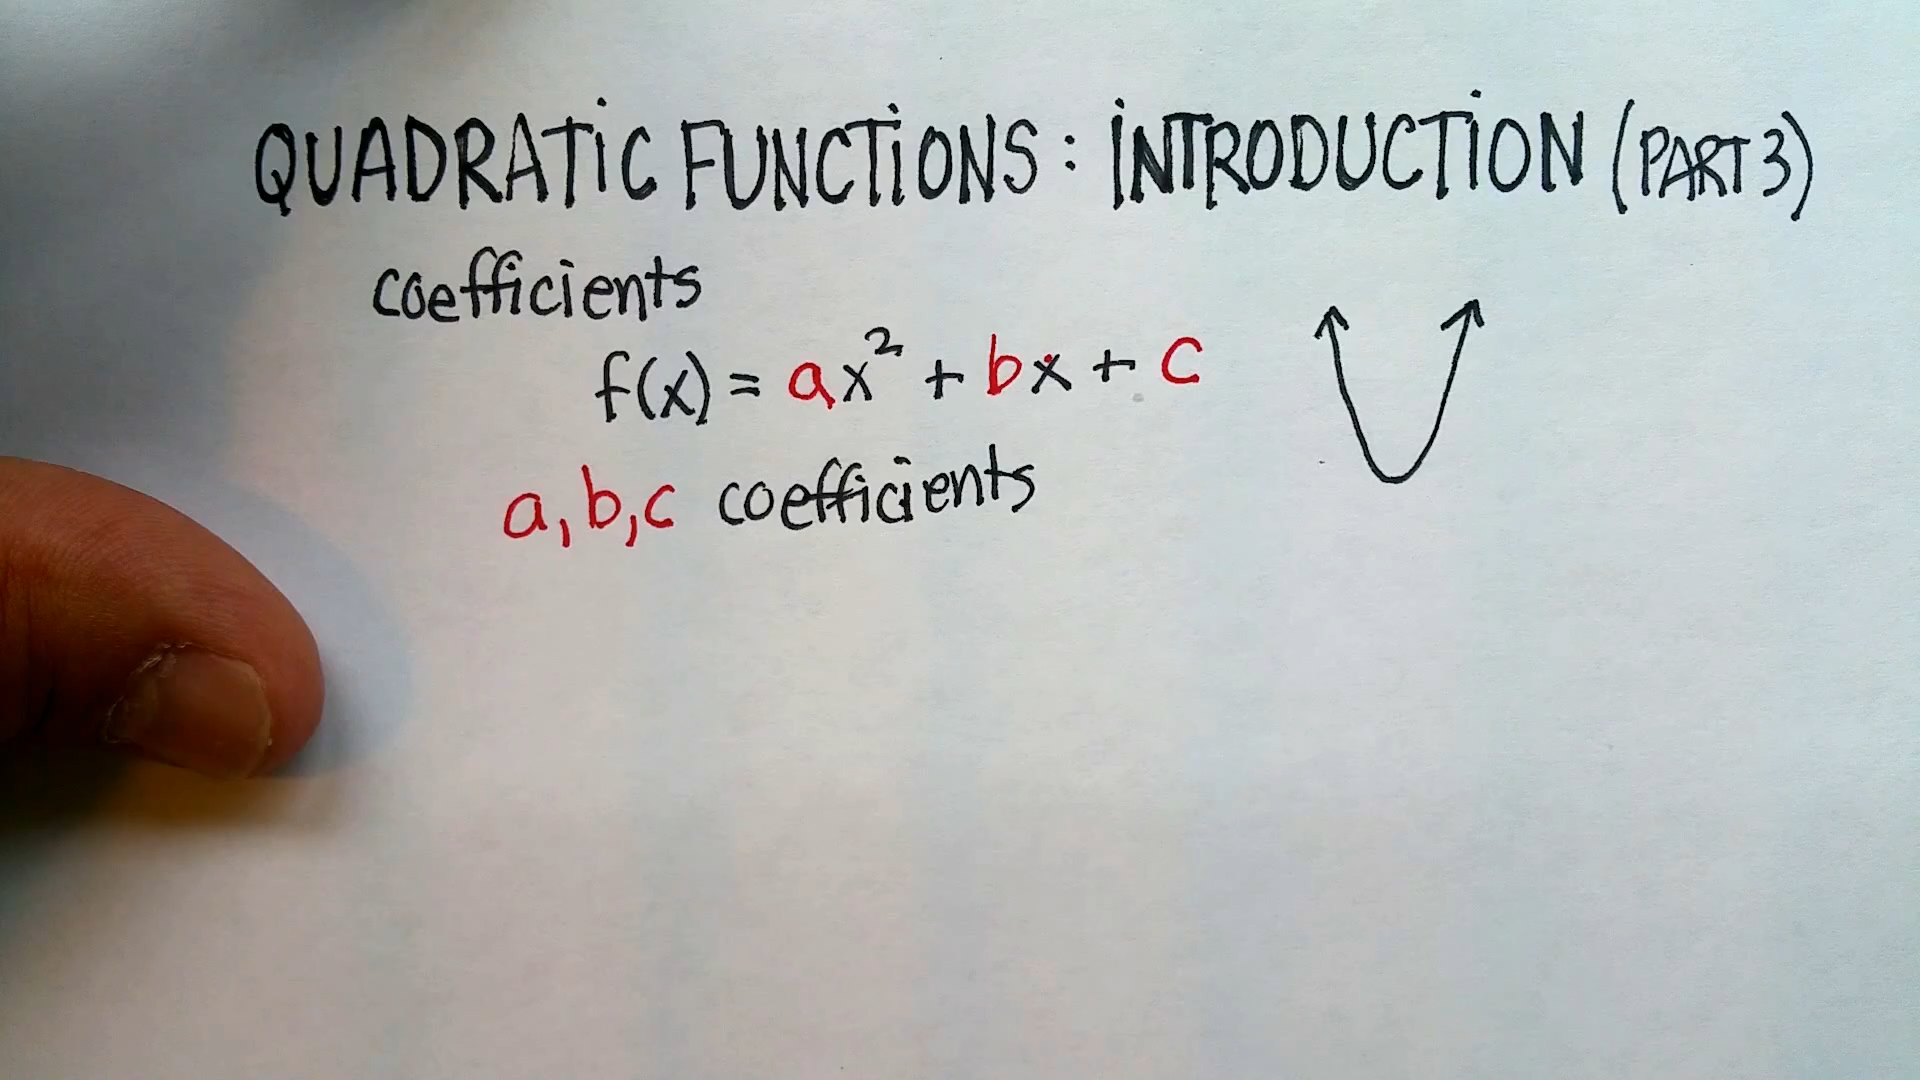 QUADRATIC FUNCTIONS: INTRODUCTION (PART 3)
coefficients
f(x) = ax² + bx + c
a, b, c coefficients